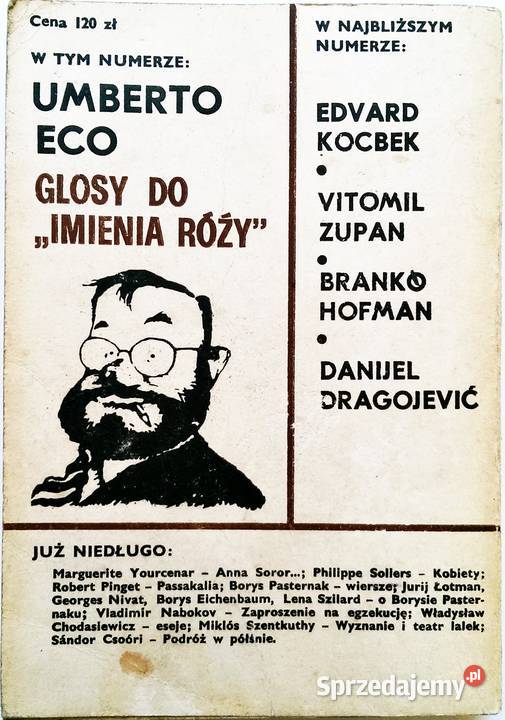 Cena 120 zł
W TYM NUMERZE:
UMBERTO
ECO
GLOSY DO
„IMIENIA RÓŻY”
W NAJBLIŻSZYM
NUMERZE:
EDVARD
KOCBEK
•
VITOMIL
ZUPAN
•
BRANKO
HOFMAN
•
DANIJEL
DRAGOJEVIĆ
JUŻ NIEDŁUGO:
Marguerite Yourcenar – Anna Soror...; Philippe Sollers – Kobiety;
Robert Pinget – Passakalia; Borys Pasternak – wiersze; Jurij Łotman,
Georges Nivat, Borys Eichenbaum, Lena Szilard – o Borysie Paster-
naku; Vladimir Nabokov – Zaproszenie na egzekucję; Władysław
Chodasiewicz – eseje; Miklós Szentkuthy – Wyznanie i teatr lalek;
Sándor Csoóri – Podróż w półśnie.
Sprzedajemy.pl